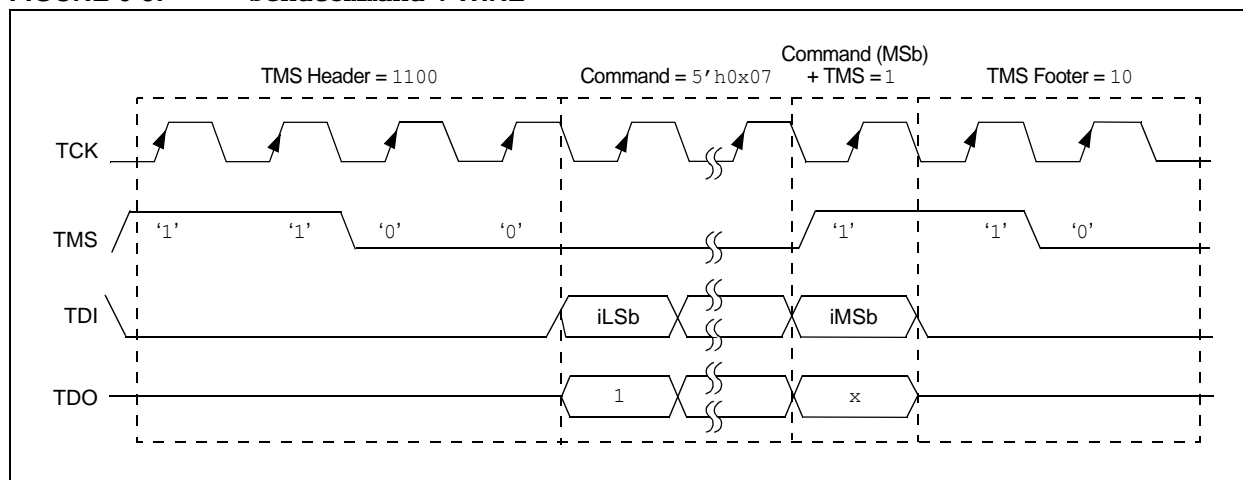 Command (MSb)
TMS Header = 1100 Command = 5’h0x07 + TMS = 1 TMS Footer = 10
TCK
TMS ‘1’ ‘1’ ‘0’ ‘0’ ‘1’ ‘1’ ‘0’
TDI iLSb iMSb
TDO 1 x